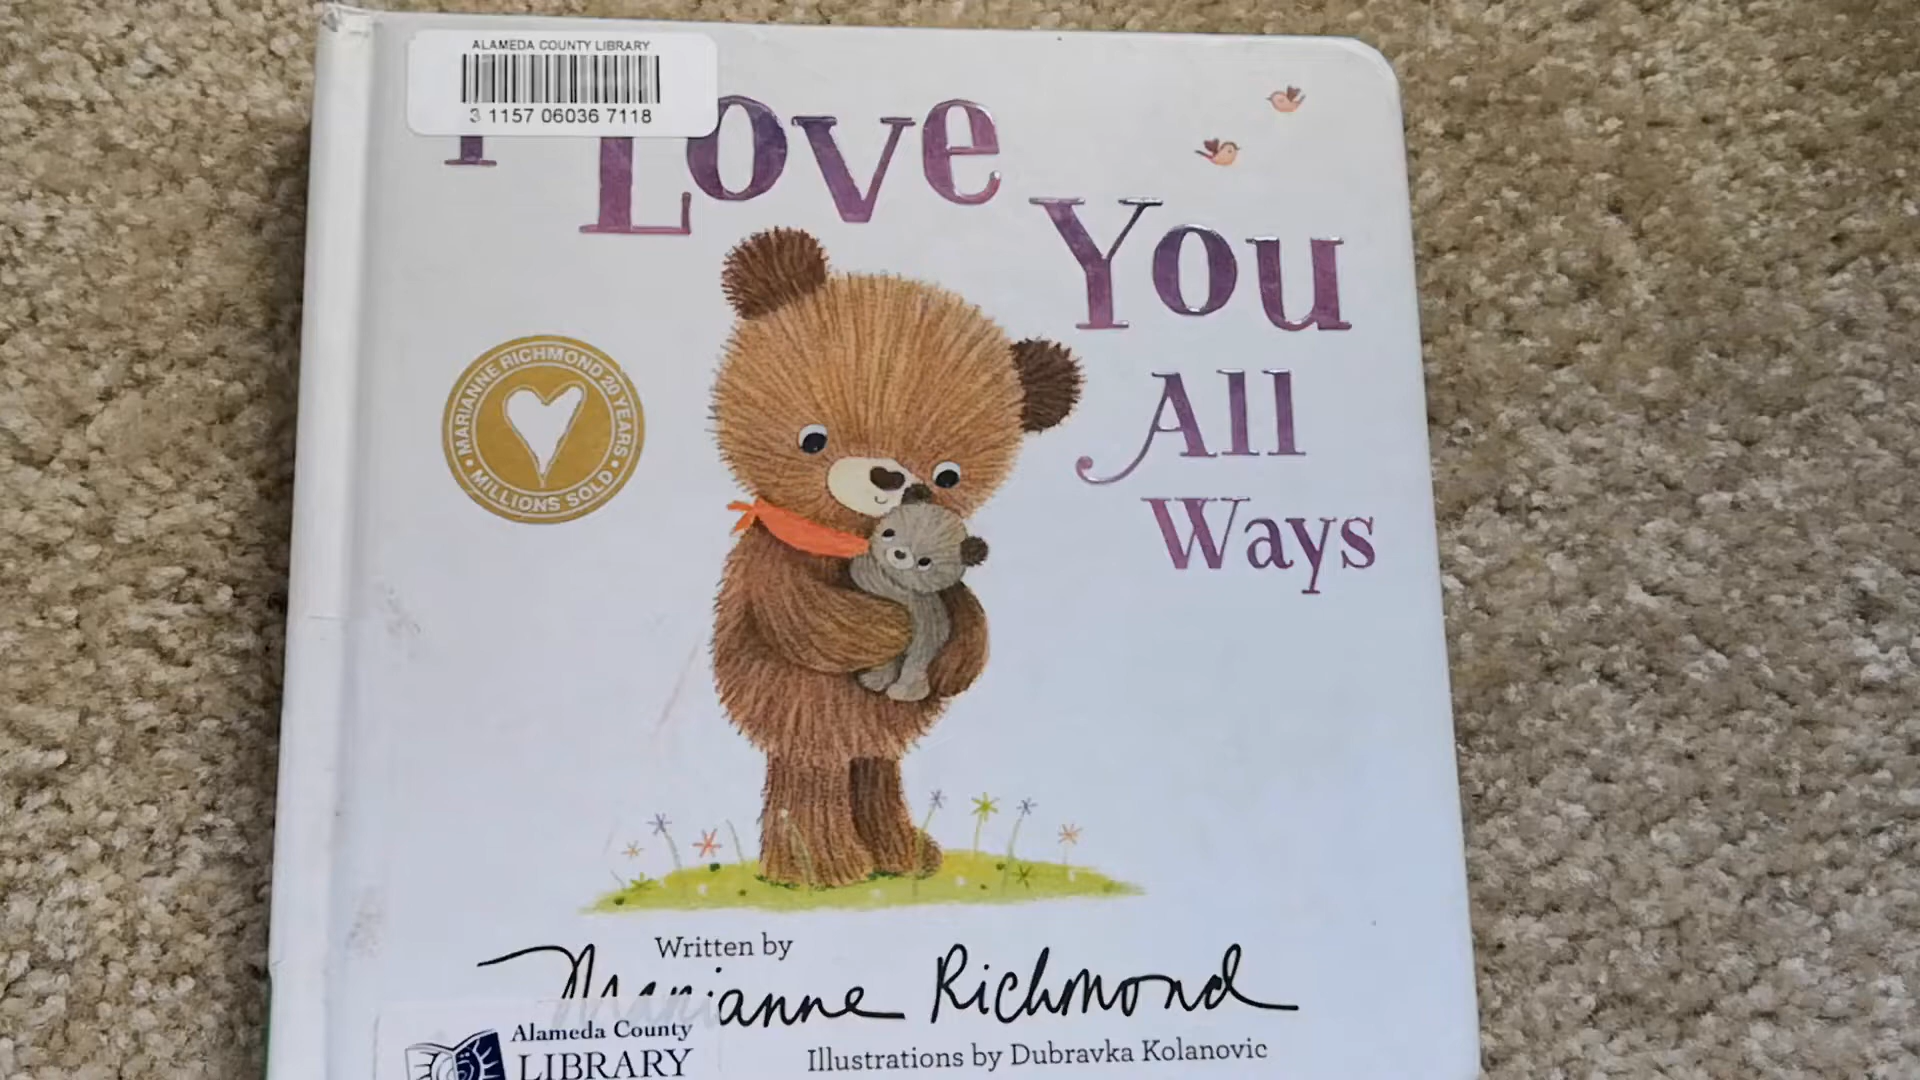 ALAMEDA COUNTY LIBRARY
3 1157 06036 7118
I Love
You
All
Ways
MARIANNE RICHMOND 20 YEARS • MILLIONS SOLD •
Written by
Marianne Richmond
Illustrations by Dubravka Kolanovic
Alameda County
LIBRARY